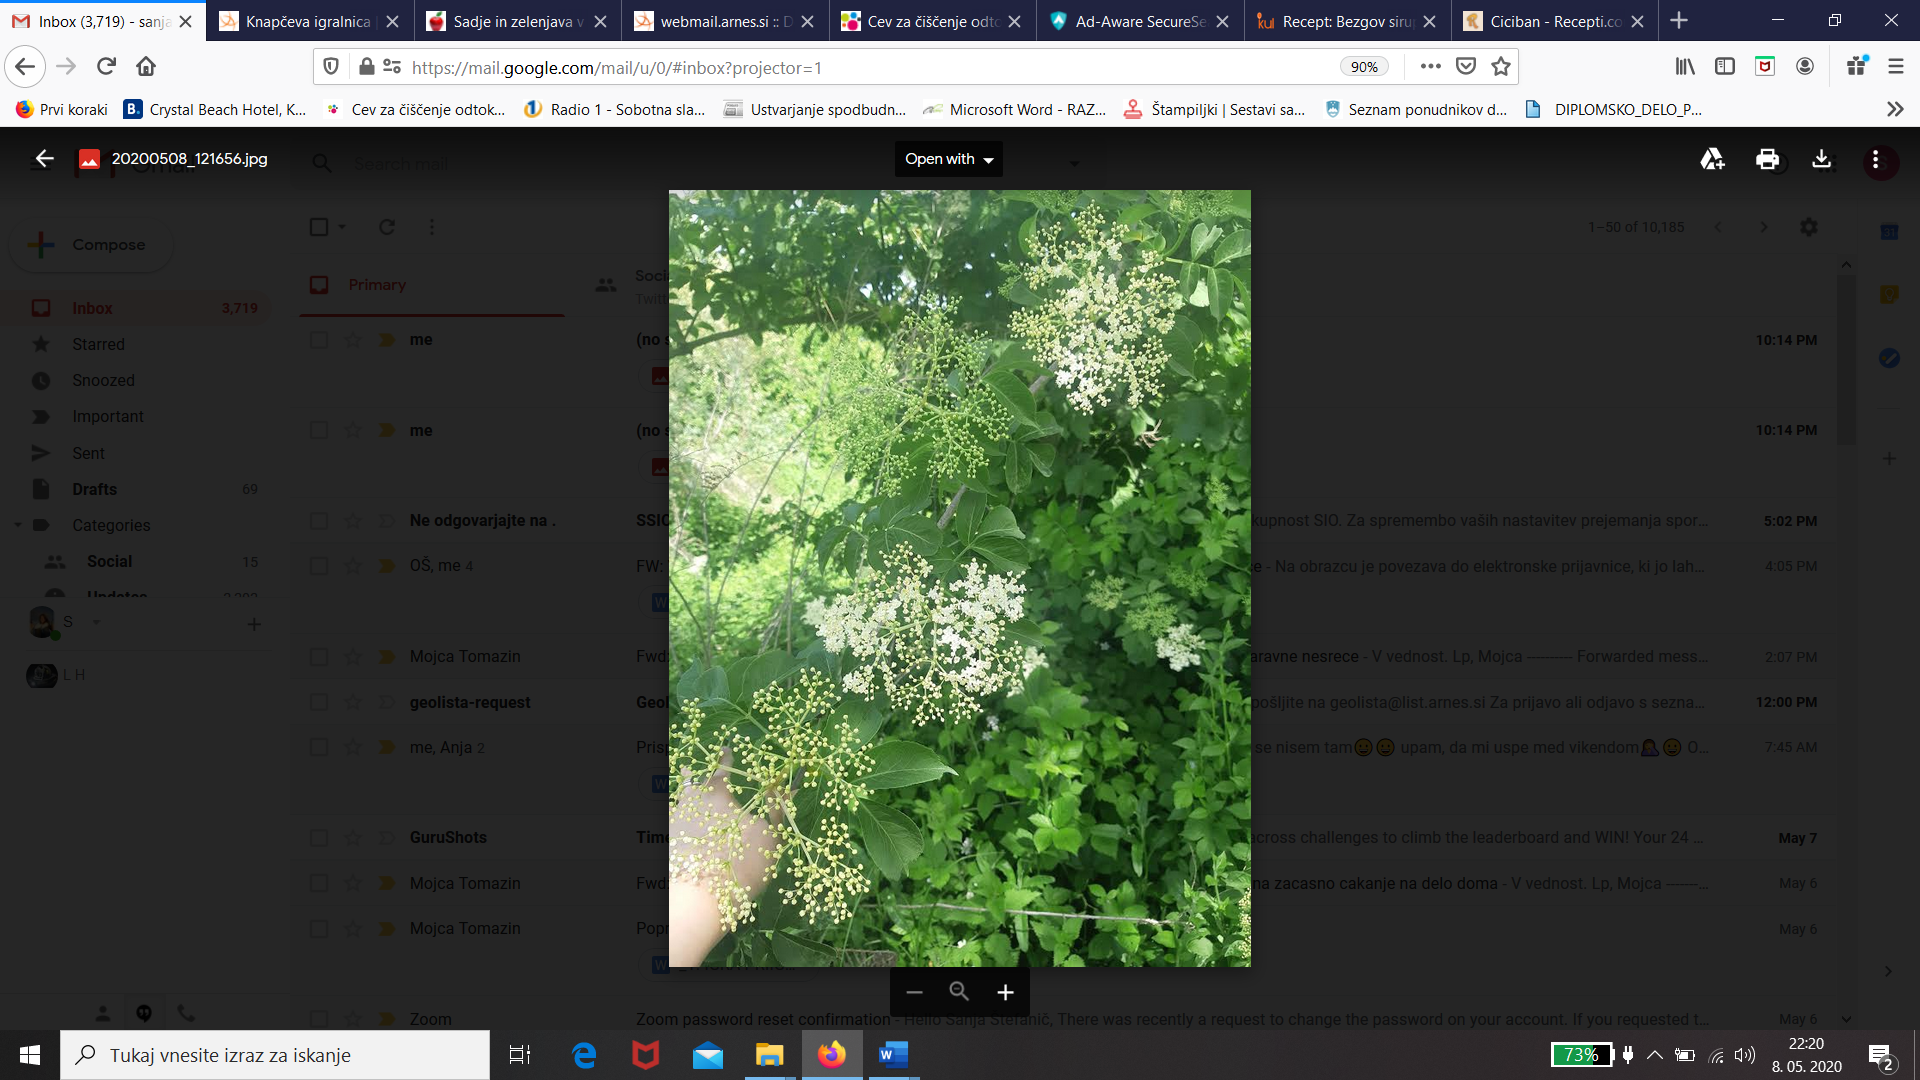 Inbox (3,719) - sanja
Knapčeva igralnica
Sadje in zelenjava v
webmail.arnes.si :: D
Cev za čiščenje odto
Ad-Aware SecureSe
Recept: Bezgov siru
Ciciban - Recepti.co
https://mail.google.com/mail/u/0/#inbox?projector=1
90%
Prvi koraki
Crystal Beach Hotel, K...
Cev za čiščenje odtok...
Radio 1 - Sobotna sla...
Ustvarjanje spodbudn...
Microsoft Word - RAZ...
Štampiljki | Sestavi sa...
Seznam ponudnikov d...
DIPLOMSKO_DELO_P...
20200508_121656.jpg
Search mail
Open with
Compose
1–50 of 10,185
Primary
Inbox 3,719
Starred
Snoozed
Important
Sent
Drafts 69
Categories
Social 15
Updates
S
L H
me 10:14 PM
me 10:14 PM
Ne odgovarjajte na . kupnost SIO. Za spremembo vaših nastavitev prejemanja spor... 5:02 PM
OŠ, me 4 FW: e - Na obrazcu je povezava do elektronske prijavnice, ki jo lah... 4:05 PM
Mojca Tomazin Fwd: aravne nesrece - V vednost. Lp, Mojca ---------- Forwarded mess... 2:07 PM
geolista-request pošljite na geolista@list.arnes.si Za prijavo ali odjavo s sezna... 12:00 PM
me, Anja 2 se nisem tam upam, da mi uspe med vikendom O... 7:45 AM
GuruShots across challenges to climb the leaderboard and WIN! Your 24 ... May 7
Mojca Tomazin Fwd: na zacasno cakanje na delo doma - V vednost. Lp, Mojca -------... May 6
Mojca Tomazin May 6
Zoom Zoom password reset confirmation - Hello Sanja Štefanič, There was recently a request to change the password on your account. If you requested t... May 6
Tukaj vnesite izraz za iskanje
73%
22:20
8. 05. 2020
2